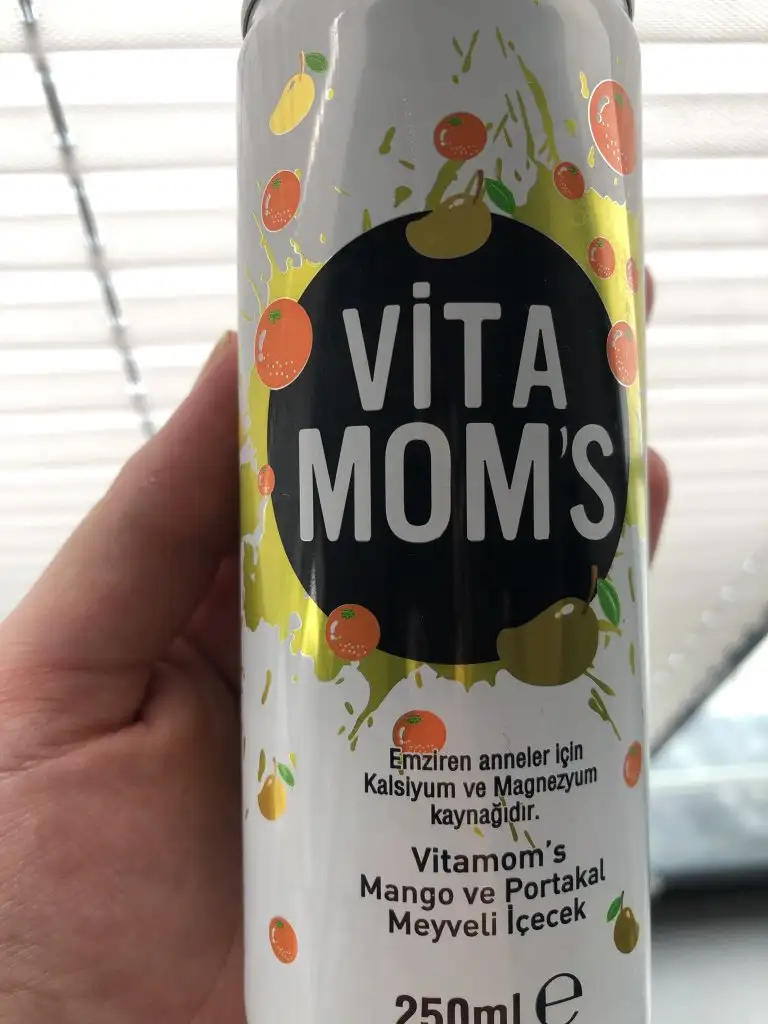 VİTA
MOM'S
Emziren anneler için
Kalsiyum ve Magnezyum
kaynağıdır.
Vitamom's
Mango ve Portakal
Meyveli İçecek
250ml e